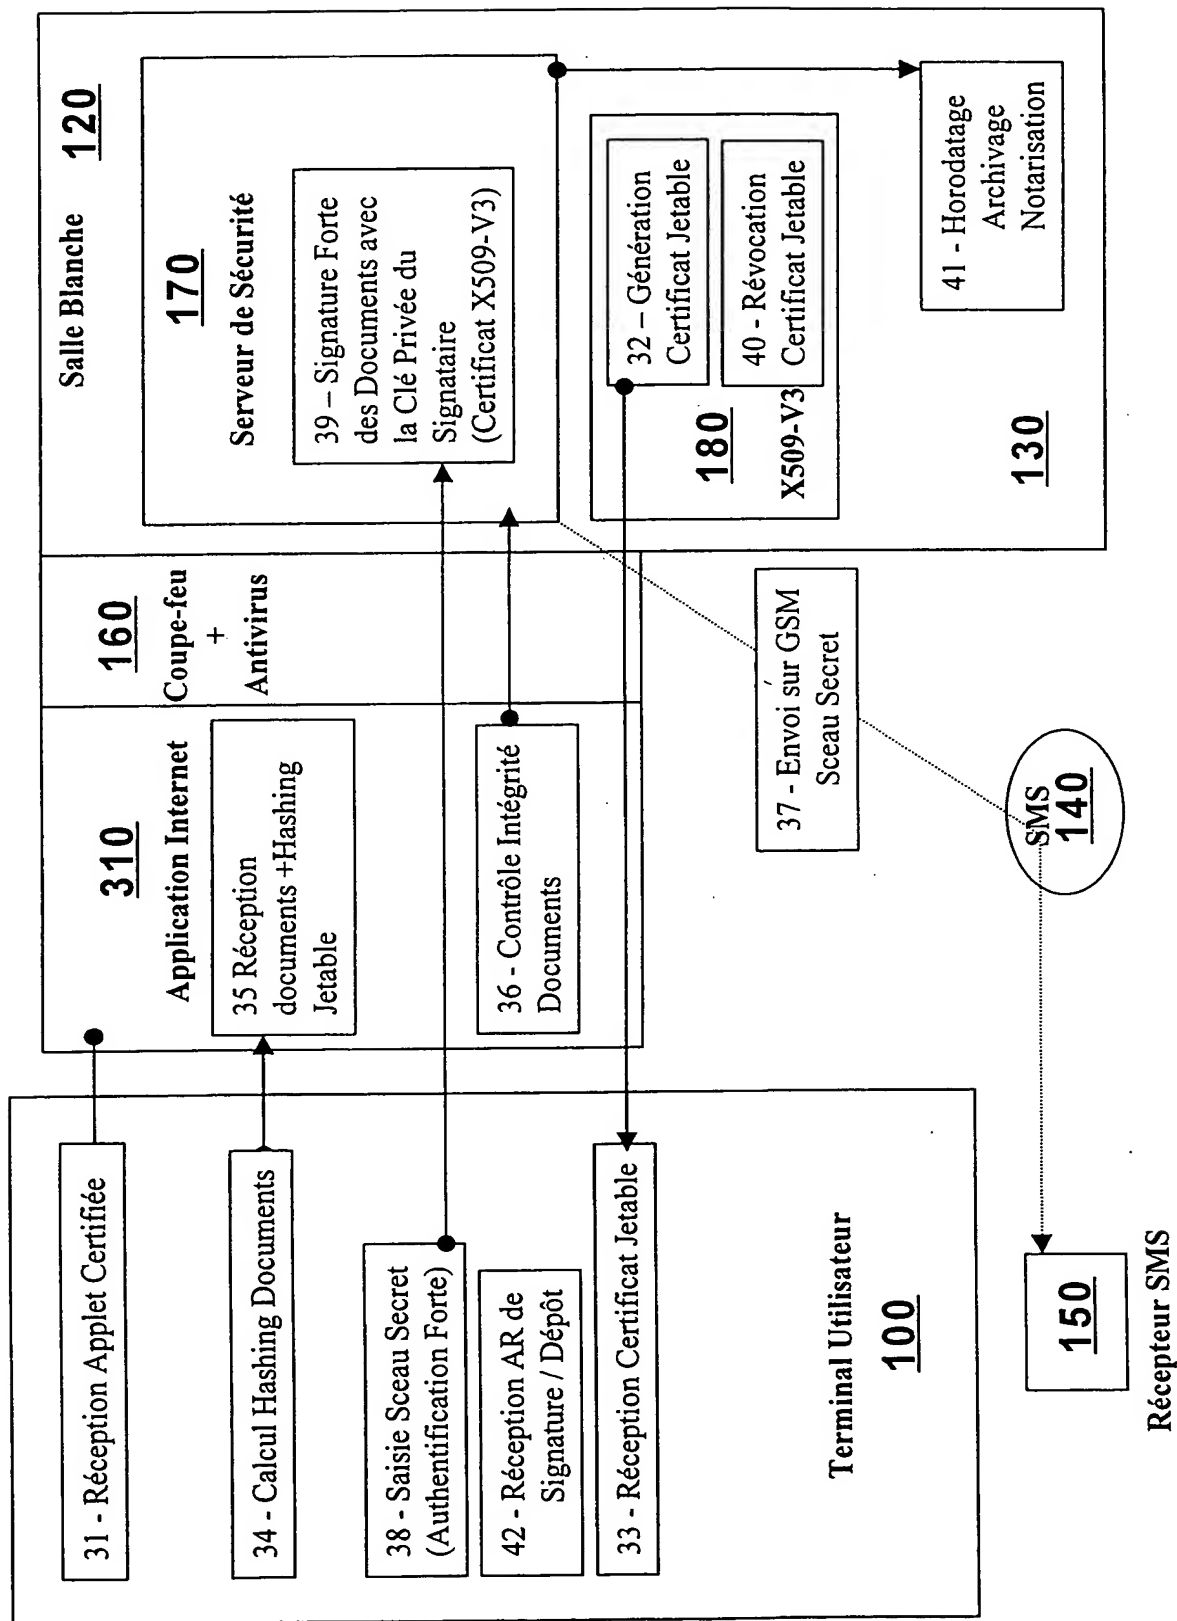 31 - Réception Applet Certifiée
34 - Calcul Hashing Documents
38 - Saisie Sceau Secret
(Authentification Forte)
42 - Réception AR de
Signature / Dépôt
33 - Réception Certificat Jetable
Terminal Utilisateur
100
150
Récepteur SMS
310
Application Internet
35 Réception
documents +Hashing
Jetable
36 - Contrôle Intégrité
Documents
160
Coupe-feu
+
Antivirus
37 - Envoi sur GSM
Sceau Secret
SMS
140
Salle Blanche
120
170
Serveur de Sécurité
39 – Signature Forte
des Documents avec
la Clé Privée du
Signataire
(Certificat X509-V3)
32 – Génération
Certificat Jetable
40 - Révocation
Certificat Jetable
180
X509-V3
130
41 - Horodatage
Archivage
Notarisation